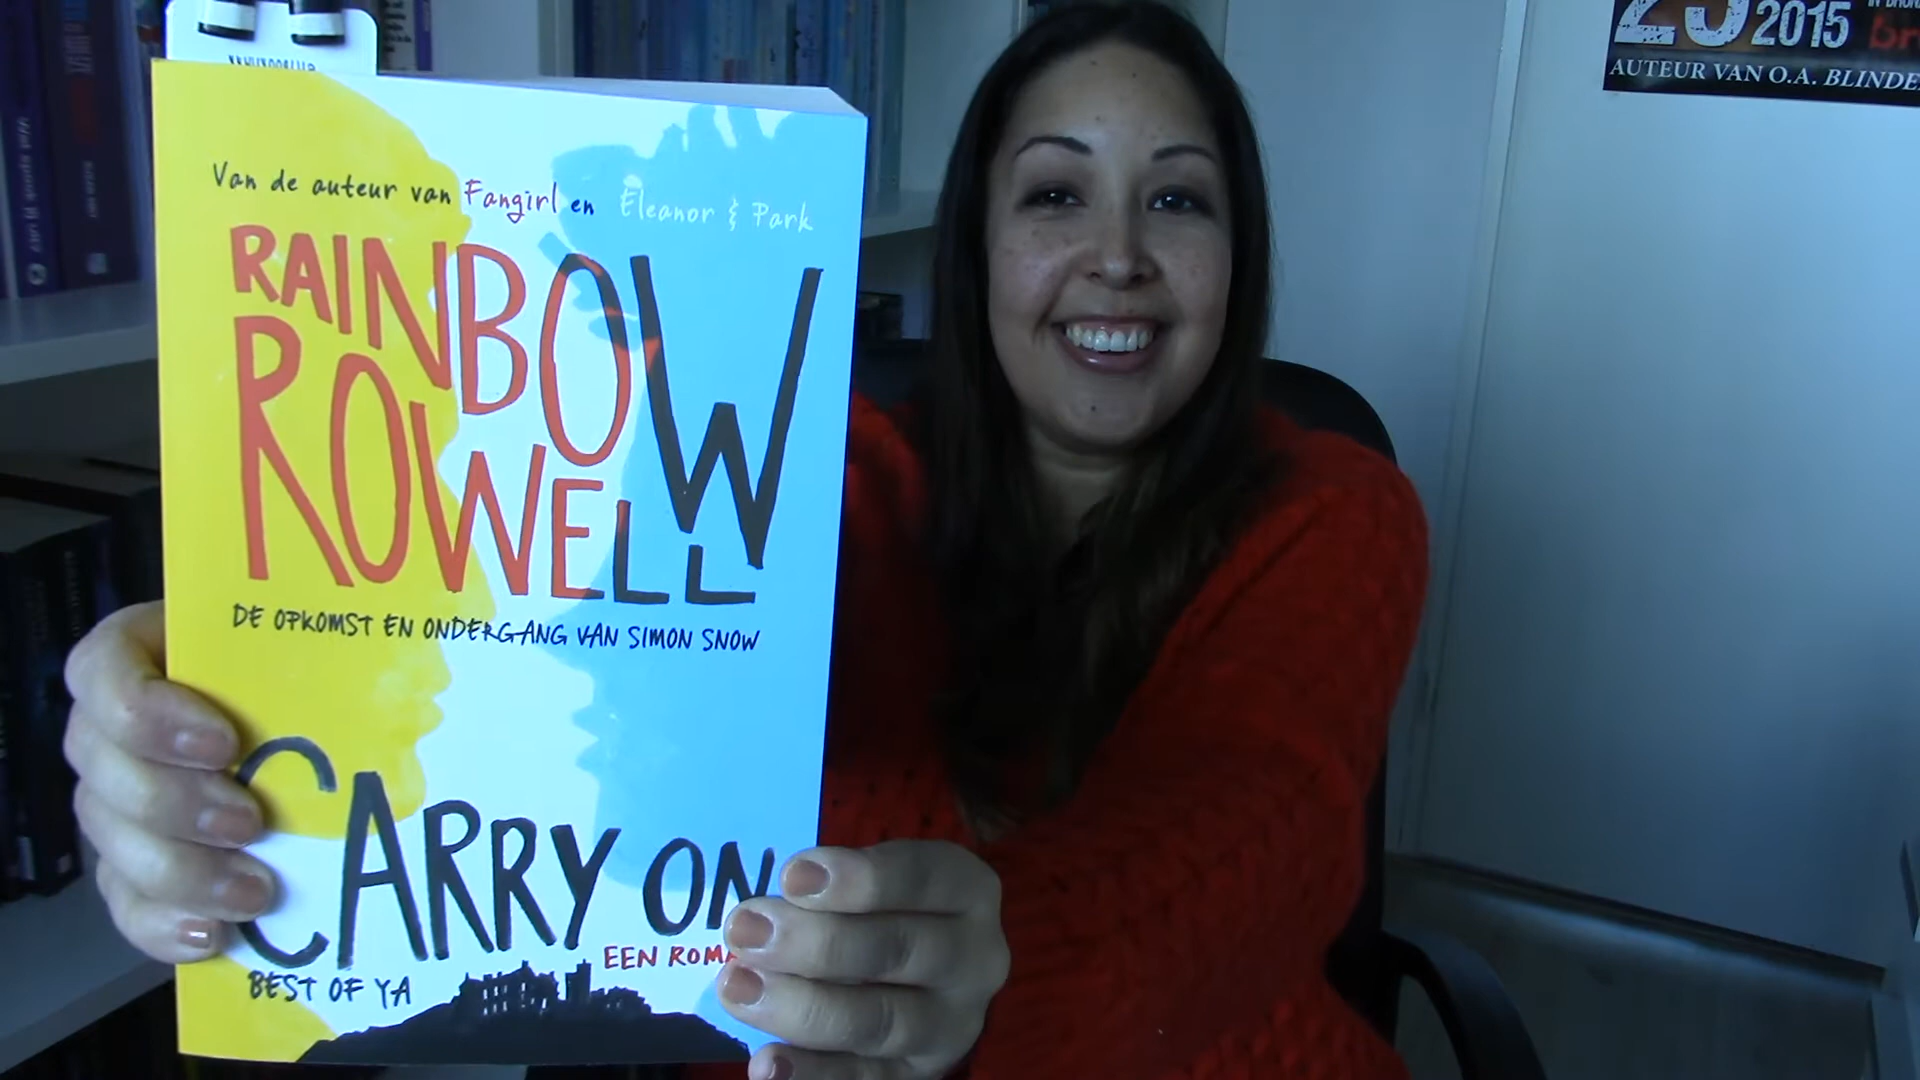 Van de auteur van Fangirl en Eleanor & Park
RAINBOW
ROWELL
DE OPKOMST EN ONDERGANG VAN SIMON SNOW
CARRY ON
EEN ROMA
BEST OF YA
2015
AUTEUR VAN O.A. BLINDE